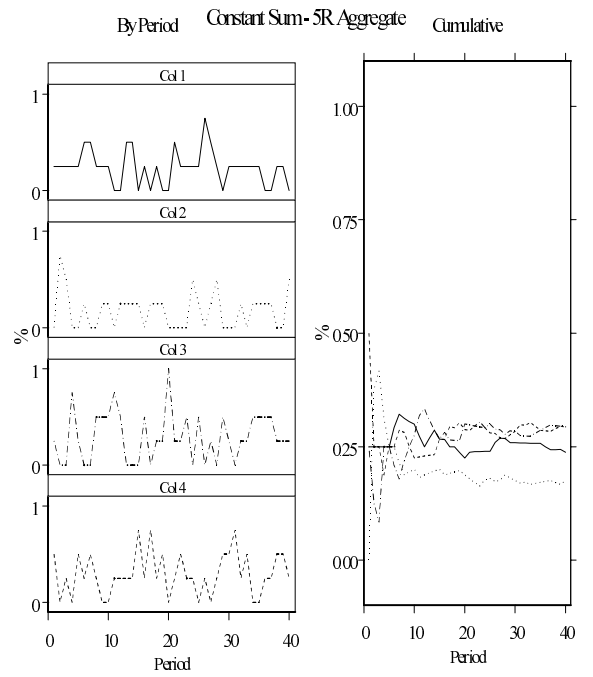 Constant Sum - 5R Aggregate
By Period
Cumulative
Col 1
1
0
Col 2
1
0
Col 3
1
0
Col 4
1
0
%
0 10 20 30 40
Period
1.00
0.75
0.50
0.25
0.00
%
0 10 20 30 40
Period